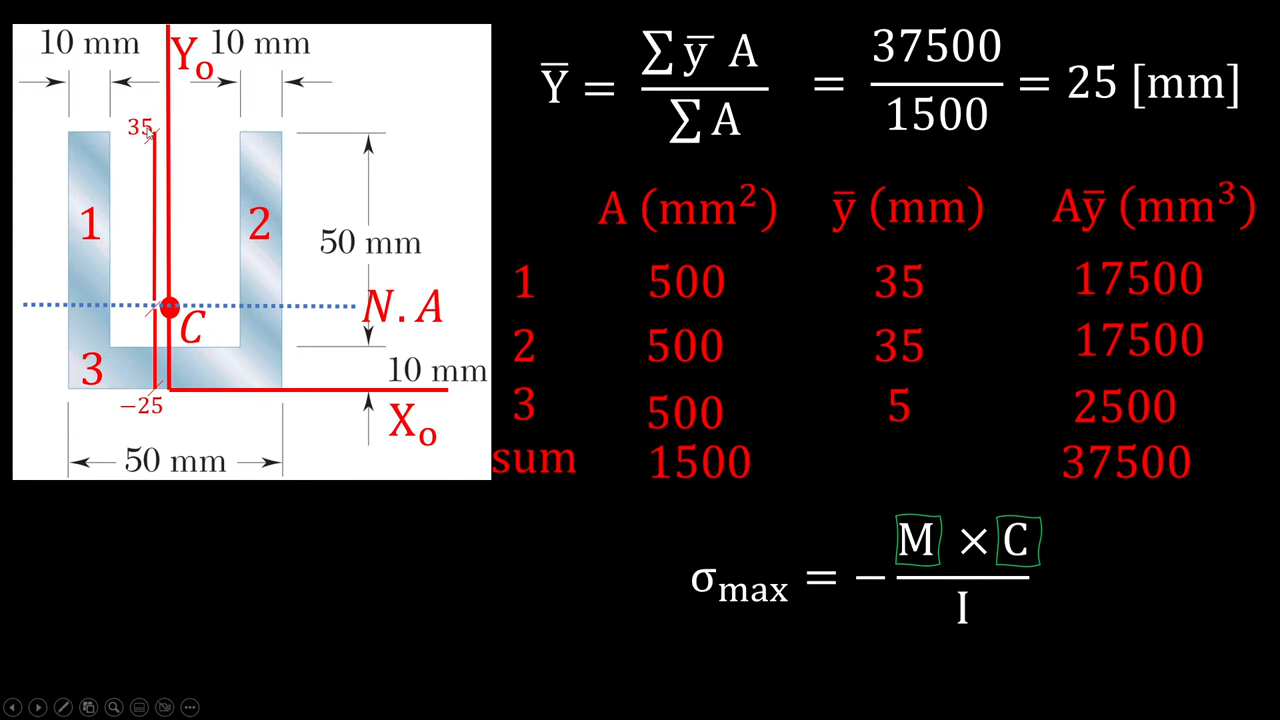 10 mm 10 mm
Yₒ
35
1 2
50 mm
N.A
C
3
10 mm
−25
Xₒ
50 mm
Y̅ = ∑ y̅ A / ∑ A = 37500 / 1500 = 25 [mm]
A (mm²) y̅ (mm) Ay̅ (mm³)
1 500 35 17500
2 500 35 17500
3 500 5 2500
sum 1500 37500
σmax = − M × C / I